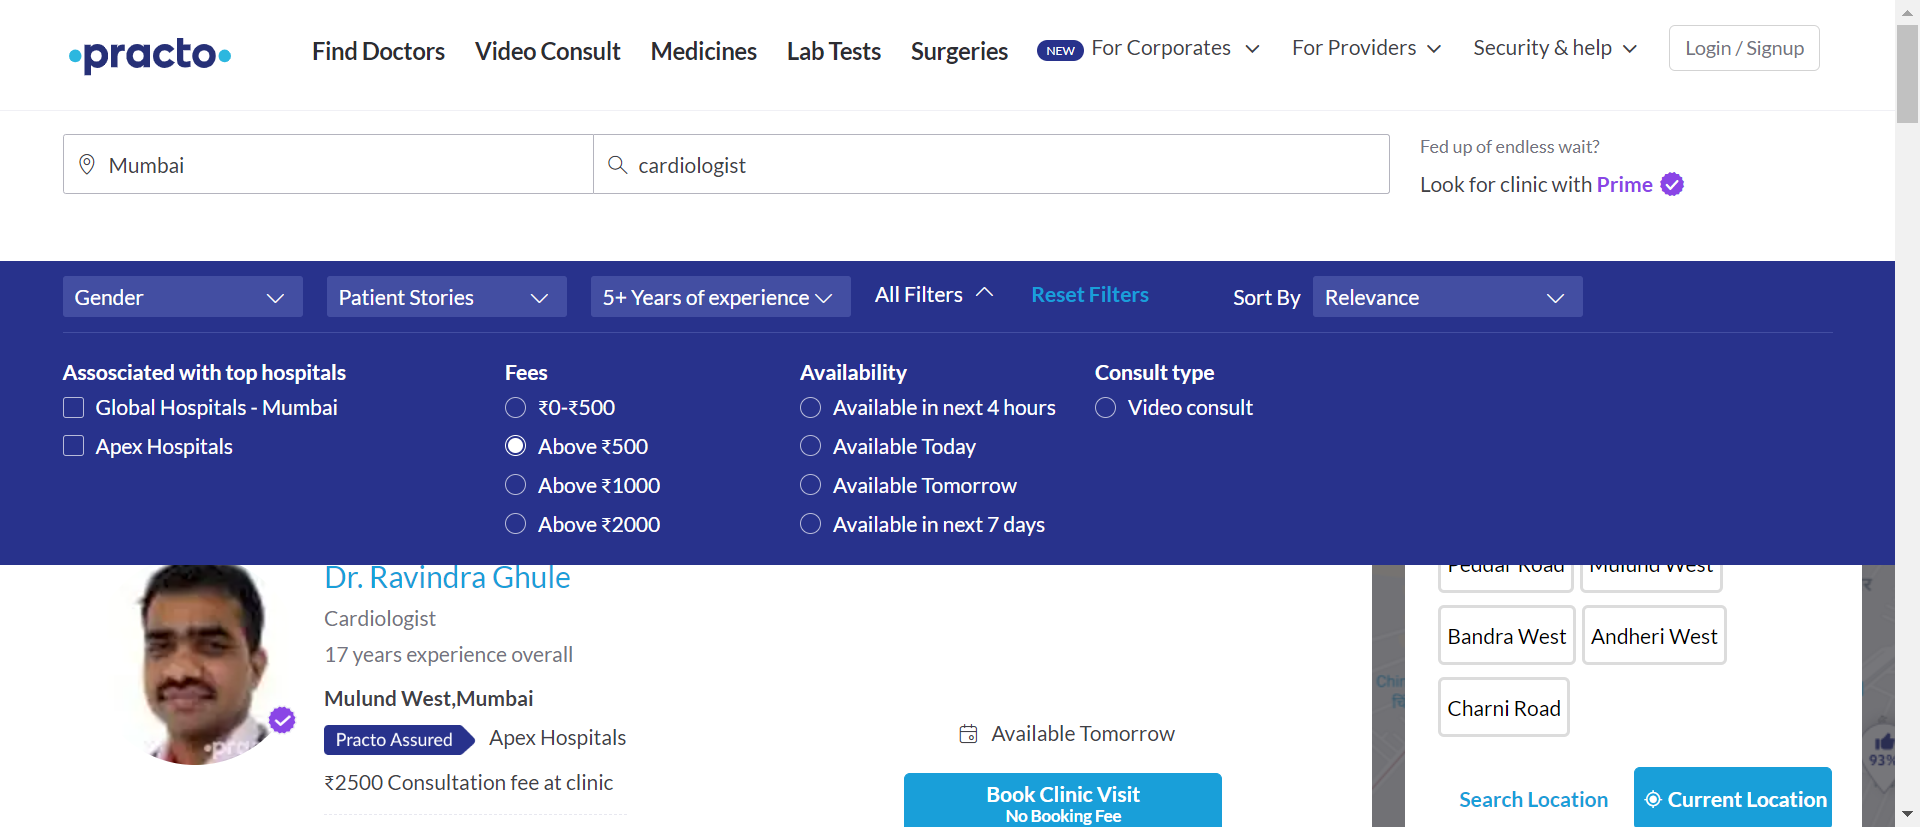 practo
Find Doctors Video Consult Medicines Lab Tests Surgeries NEW For Corporates For Providers Security & help Login / Signup
Mumbai cardiologist
Fed up of endless wait?
Look for clinic with Prime
Gender Patient Stories 5+ Years of experience All Filters Reset Filters Sort By Relevance
Assosciated with top hospitals
Global Hospitals - Mumbai
Apex Hospitals
Fees
₹0-₹500
Above ₹500
Above ₹1000
Above ₹2000
Availability
Available in next 4 hours
Available Today
Available Tomorrow
Available in next 7 days
Consult type
Video consult
Dr. Ravindra Ghule
Cardiologist
17 years experience overall
Mulund West,Mumbai
Practo Assured Apex Hospitals
₹2500 Consultation fee at clinic
Available Tomorrow
Book Clinic Visit
No Booking Fee
Peddar Road Mulund West
Bandra West Andheri West
Charni Road
Search Location Current Location
93%